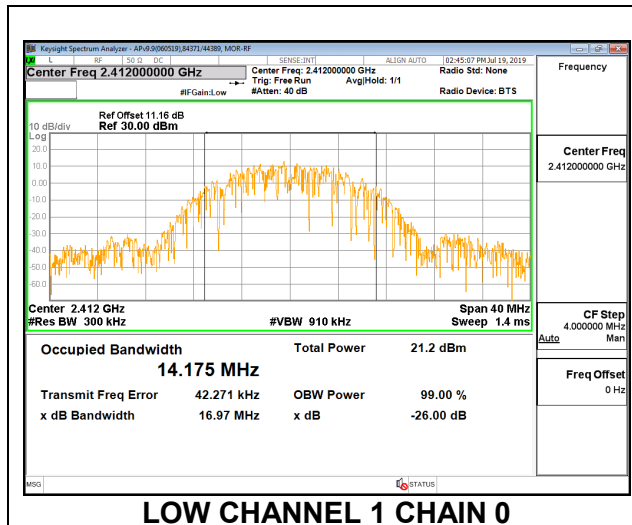 Keysight Spectrum Analyzer - APv9.9(060519),84371/44389, MOR-RF
L RF 50 Ω DC SENSE:INT ALIGN AUTO 02:45:07 PM Jul 19, 2019
Center Freq 2.412000000 GHz
Center Freq: 2.412000000 GHz
Radio Std: None
Trig: Free Run Avg|Hold: 1/1
#IFGain:Low
#Atten: 40 dB
Radio Device: BTS
Frequency
Ref Offset 11.16 dB
10 dB/div Ref 30.00 dBm
Log
20.0
10.0
0.00
-10.0
-20.0
-30.0
-40.0
-50.0
-60.0
Center Freq
2.412000000 GHz
Center 2.412 GHz Span 40 MHz
#Res BW 300 kHz #VBW 910 kHz Sweep 1.4 ms
CF Step
4.000000 MHz
Auto Man
Freq Offset
0 Hz
Occupied Bandwidth Total Power 21.2 dBm
14.175 MHz
Transmit Freq Error 42.271 kHz OBW Power 99.00 %
x dB Bandwidth 16.97 MHz x dB -26.00 dB
MSG STATUS
LOW CHANNEL 1 CHAIN 0